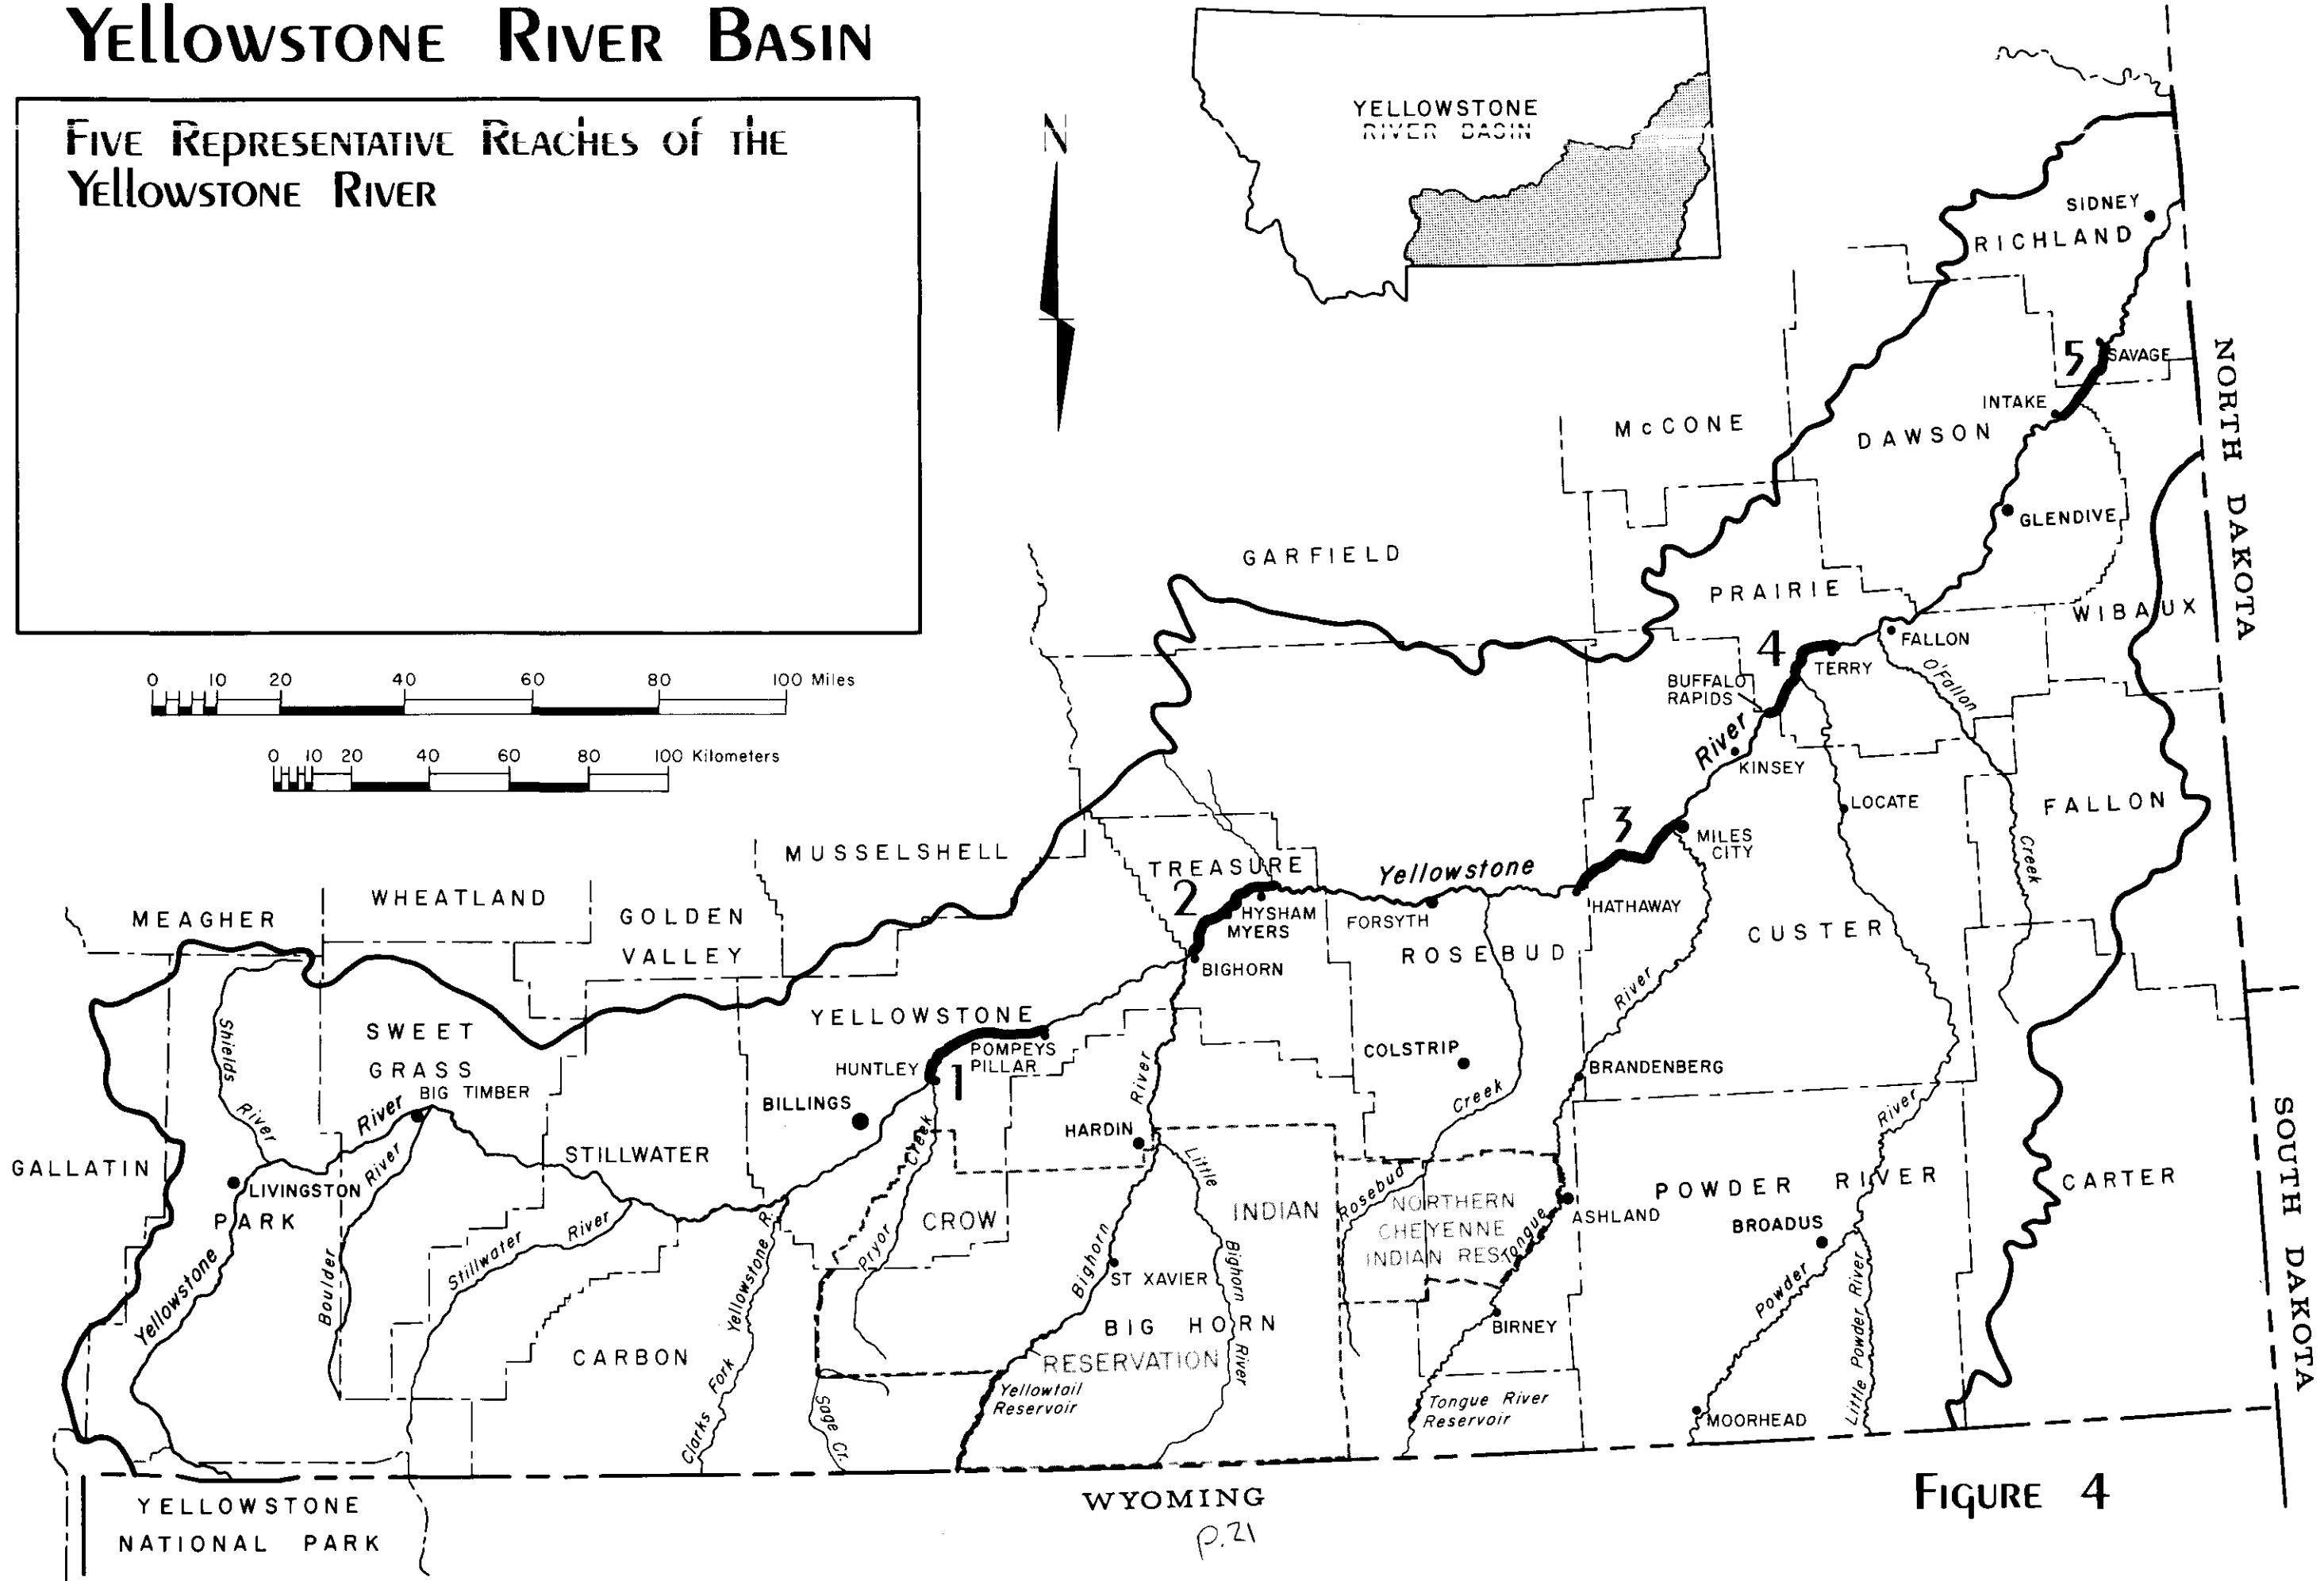 YEllOWSTONE RIVER BASIN
FIVE REPRESENTATIVE REACHES Of THE
YEllOWSTONE RIVER
N
YELLOWSTONE
RIVER BASIN
0 10 20 40 60 80 100 Miles
0 10 20 40 60 80 100 Kilometers
SIDNEY
RICHLAND
5
SAVAGE
INTAKE
McCONE
DAWSON
GLENDIVE
NORTH DAKOTA
GARFIELD
PRAIRIE
WIBAUX
4
FALLON
TERRY
O'Fallon
Creek
BUFFALO
RAPIDS
River
KINSEY
LOCATE
FALLON
3
MILES
CITY
MUSSELSHELL
TREASURE
2
Yellowstone
HYSHAM
MYERS
FORSYTH
HATHAWAY
MEAGHER
WHEATLAND
GOLDEN
VALLEY
BIGHORN
ROSEBUD
CUSTER
River
Shields
River
SWEET
GRASS
BIG TIMBER
River
YELLOWSTONE
HUNTLEY
POMPEYS
PILLAR
1
BILLINGS
River
COLSTRIP
Creek
BRANDENBERG
River
HARDIN
GALLATIN
LIVINGSTON
PARK
River
STILLWATER
Creek
Little
INDIAN
Rosebud
NORTHERN
CHEYENNE
INDIAN RES.
Tongue
ASHLAND
POWDER RIVER
BROADUS
CARTER
SOUTH DAKOTA
Yellowstone
Boulder
Stillwater
River
Yellowstone R.
Pryor
CROW
Bighorn
ST XAVIER
Bighorn
River
BIG HORN
RESERVATION
BIRNEY
Powder
Little Powder River
CARBON
Clarks Fork
Sage Cr.
Yellowtail
Reservoir
Tongue River
Reservoir
MOORHEAD
YELLOWSTONE
NATIONAL PARK
WYOMING
p.21
FIGURE 4